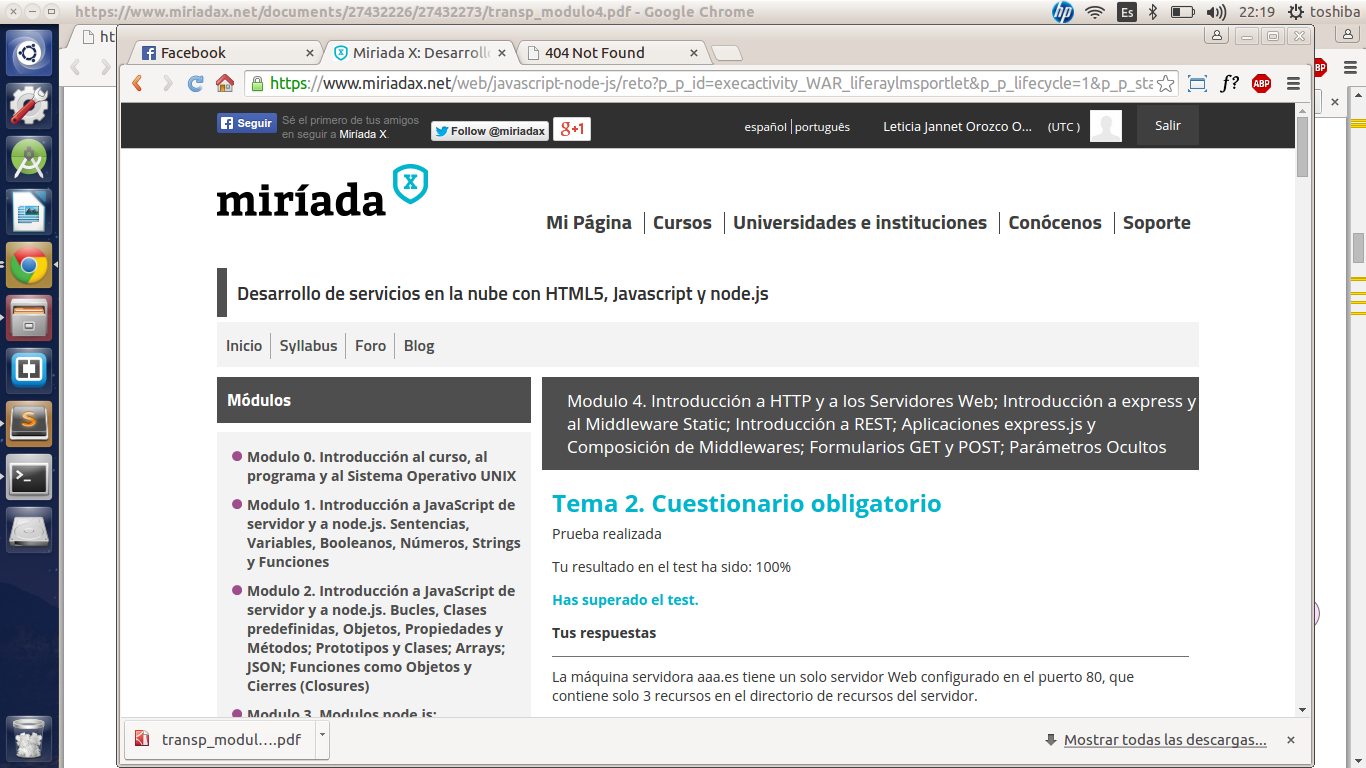 https://www.miriadax.net/documents/27432226/27432273/transp_modulo4.pdf - Google Chrome
Es
22:19
toshiba
Facebook
Miriada X: Desarroll
404 Not Found
https://www.miriadax.net/web/javascript-node-js/reto?p_p_id=execactivity_WAR_liferaylmsportlet&p_p_lifecycle=1&p_p_sta
f?
ABP
Seguir
Sé el primero de tus amigos
en seguir a Miríada X.
Follow @miriadax
g+1
español
português
Leticia Jannet Orozco O...
(UTC )
Salir
miríada x
Mi Página
Cursos
Universidades e instituciones
Conócenos
Soporte
Desarrollo de servicios en la nube con HTML5, Javascript y node.js
Inicio
Syllabus
Foro
Blog
Módulos
Modulo 0. Introducción al curso, al
programa y al Sistema Operativo UNIX
Modulo 1. Introducción a JavaScript de
servidor y a node.js. Sentencias,
Variables, Booleanos, Números, Strings
y Funciones
Modulo 2. Introducción a JavaScript de
servidor y a node.js. Bucles, Clases
predefinidas, Objetos, Propiedades y
Métodos; Prototipos y Clases; Arrays;
JSON; Funciones como Objetos y
Cierres (Closures)
Modulo 3. Modulos node.js;
Modulo 4. Introducción a HTTP y a los Servidores Web; Introducción a express y
al Middleware Static; Introducción a REST; Aplicaciones express.js y
Composición de Middlewares; Formularios GET y POST; Parámetros Ocultos
Tema 2. Cuestionario obligatorio
Prueba realizada
Tu resultado en el test ha sido: 100%
Has superado el test.
Tus respuestas
La máquina servidora aaa.es tiene un solo servidor Web configurado en el puerto 80, que
contiene solo 3 recursos en el directorio de recursos del servidor.
transp_modul....pdf
Mostrar todas las descargas...